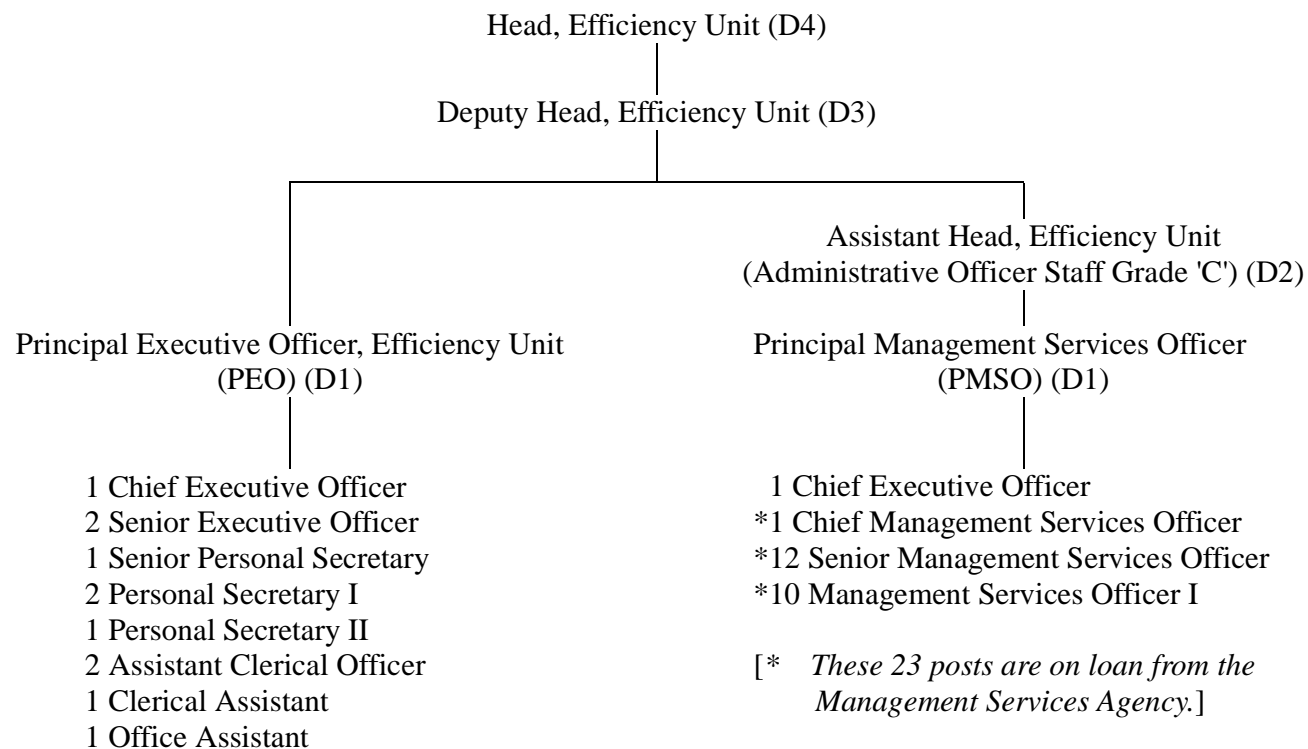 Head, Efficiency Unit (D4)
Deputy Head, Efficiency Unit (D3)
Assistant Head, Efficiency Unit
(Administrative Officer Staff Grade 'C') (D2)
Principal Executive Officer, Efficiency Unit
(PEO) (D1)
Principal Management Services Officer
(PMSO) (D1)
1 Chief Executive Officer
2 Senior Executive Officer
1 Senior Personal Secretary
2 Personal Secretary I
1 Personal Secretary II
2 Assistant Clerical Officer
1 Clerical Assistant
1 Office Assistant
1 Chief Executive Officer
*1 Chief Management Services Officer
*12 Senior Management Services Officer
*10 Management Services Officer I
[* These 23 posts are on loan from the
Management Services Agency.]